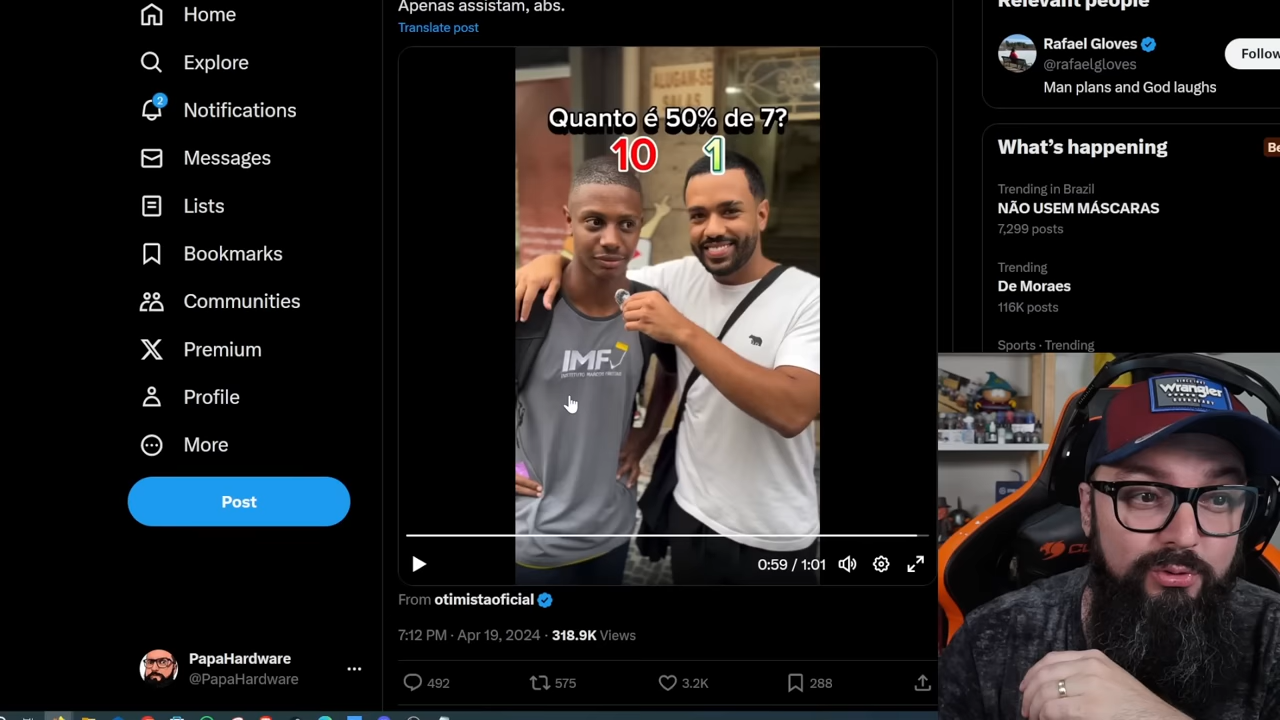 Home
Explore
2
Notifications
Messages
Lists
Bookmarks
Communities
Premium
Profile
More
Post
PapaHardware
@PapaHardware
Apenas assistam, abs.
Translate post
ALUGAM-SE
SALAS
Quanto é 50% de 7?
10 1
IMF
0:59 / 1:01
From otimistaoficial
7:12 PM · Apr 19, 2024 · 318.9K Views
492 575 3.2K 288
Relevant people
Rafael Gloves
@rafaelgloves
Follow
Man plans and God laughs
What’s happening
Be
Trending in Brazil
NÃO USEM MÁSCARAS
7,299 posts
Trending
De Moraes
116K posts
Sports · Trending
Wrangler